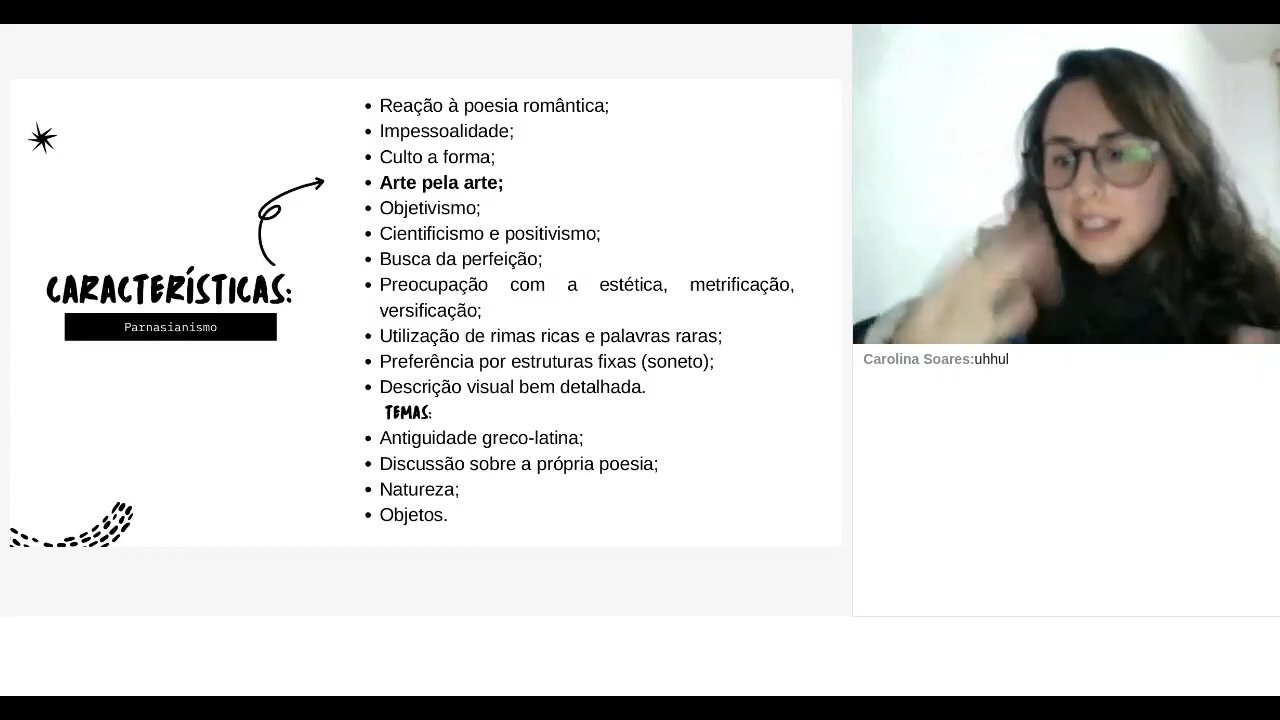 CARACTERÍSTICAS:
Parnasianismo
• Reação à poesia romântica;
• Impessoalidade;
• Culto a forma;
• Arte pela arte;
• Objetivismo;
• Cientificismo e positivismo;
• Busca da perfeição;
• Preocupação com a estética, metrificação,
versificação;
• Utilização de rimas ricas e palavras raras;
• Preferência por estruturas fixas (soneto);
• Descrição visual bem detalhada.
TEMAS:
• Antiguidade greco-latina;
• Discussão sobre a própria poesia;
• Natureza;
• Objetos.
Carolina Soares:uhhul